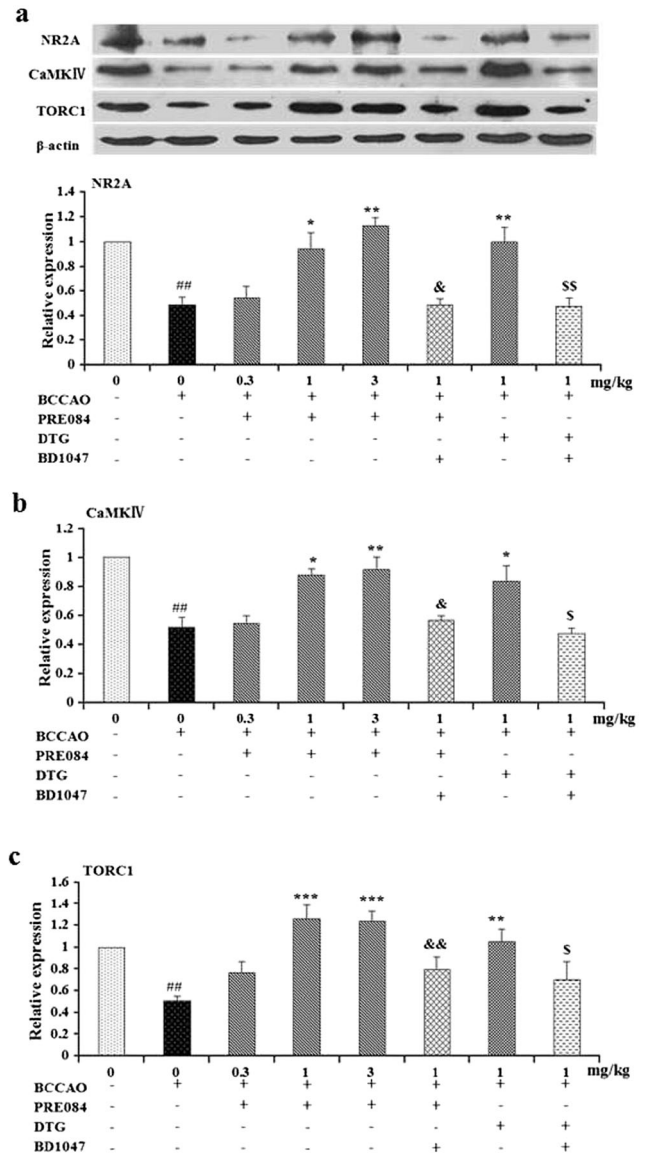 a
NR2A
CaMKⅣ
TORC1
β-actin
NR2A
Relative expression
1.4
1.2
1
0.8
0.6
0.4
0.2
0
## * ** & ** $$
0 0 0.3 1 3 1 1 1 mg/kg
BCCAO - + + + + + + +
PRE084 - - + + + + - -
DTG - - - - - - + +
BD1047 - - - - - + - +
b
CaMKⅣ
Relative expression
1.2
1
0.8
0.6
0.4
0.2
0
## * ** & * $
0 0 0.3 1 3 1 1 1 mg/kg
BCCAO - + + + + + + +
PRE084 - - + + + + - -
DTG - - - - - - + +
BD1047 - - - - - + - +
c
TORC1
Relative expression
1.6
1.4
1.2
1
0.8
0.6
0.4
0.2
0
## *** *** && ** $
0 0 0.3 1 3 1 1 1 mg/kg
BCCAO - + + + + + + +
PRE084 - - + + + + - -
DTG - - - - - - + +
BD1047 - - - - - + - +